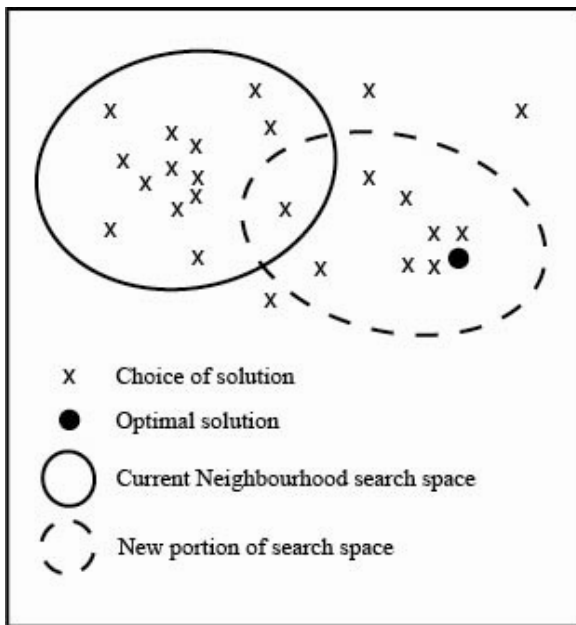 x Choice of solution
Optimal solution
Current Neighbourhood search space
New portion of search space